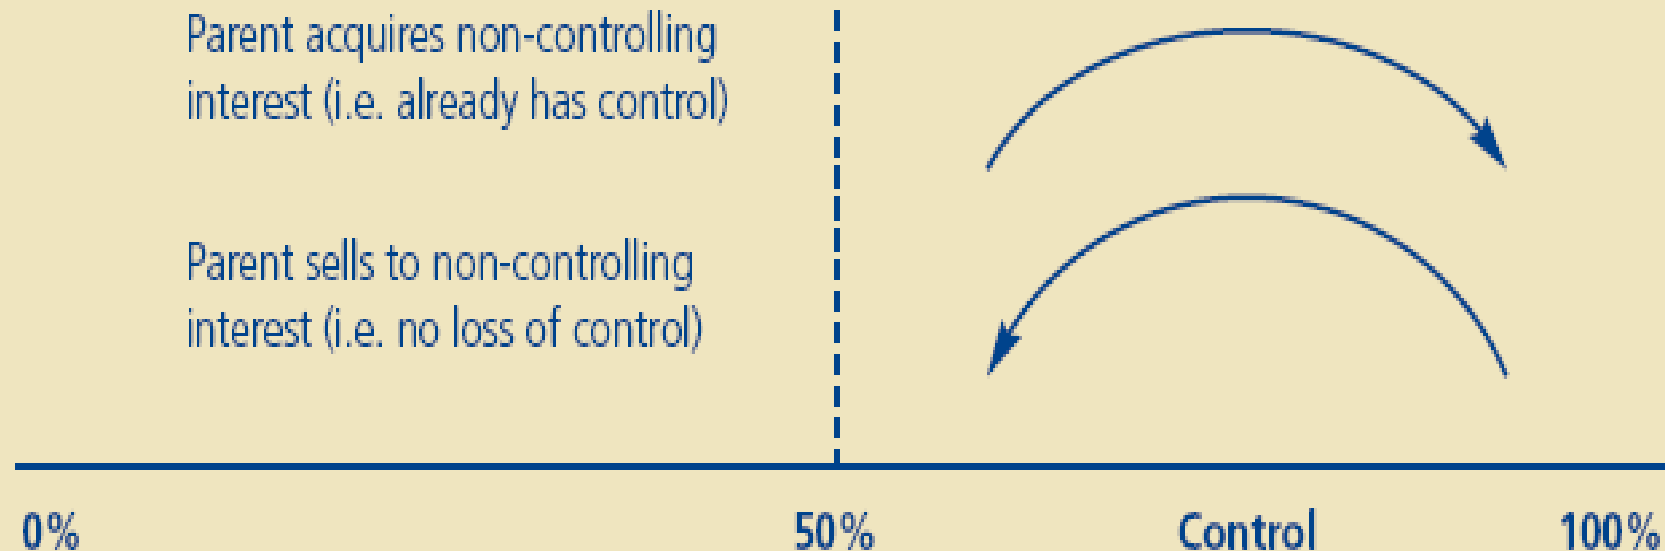 Parent acquires non-controlling
interest (i.e. already has control)
Parent sells to non-controlling
interest (i.e. no loss of control)
0% 50% Control 100%